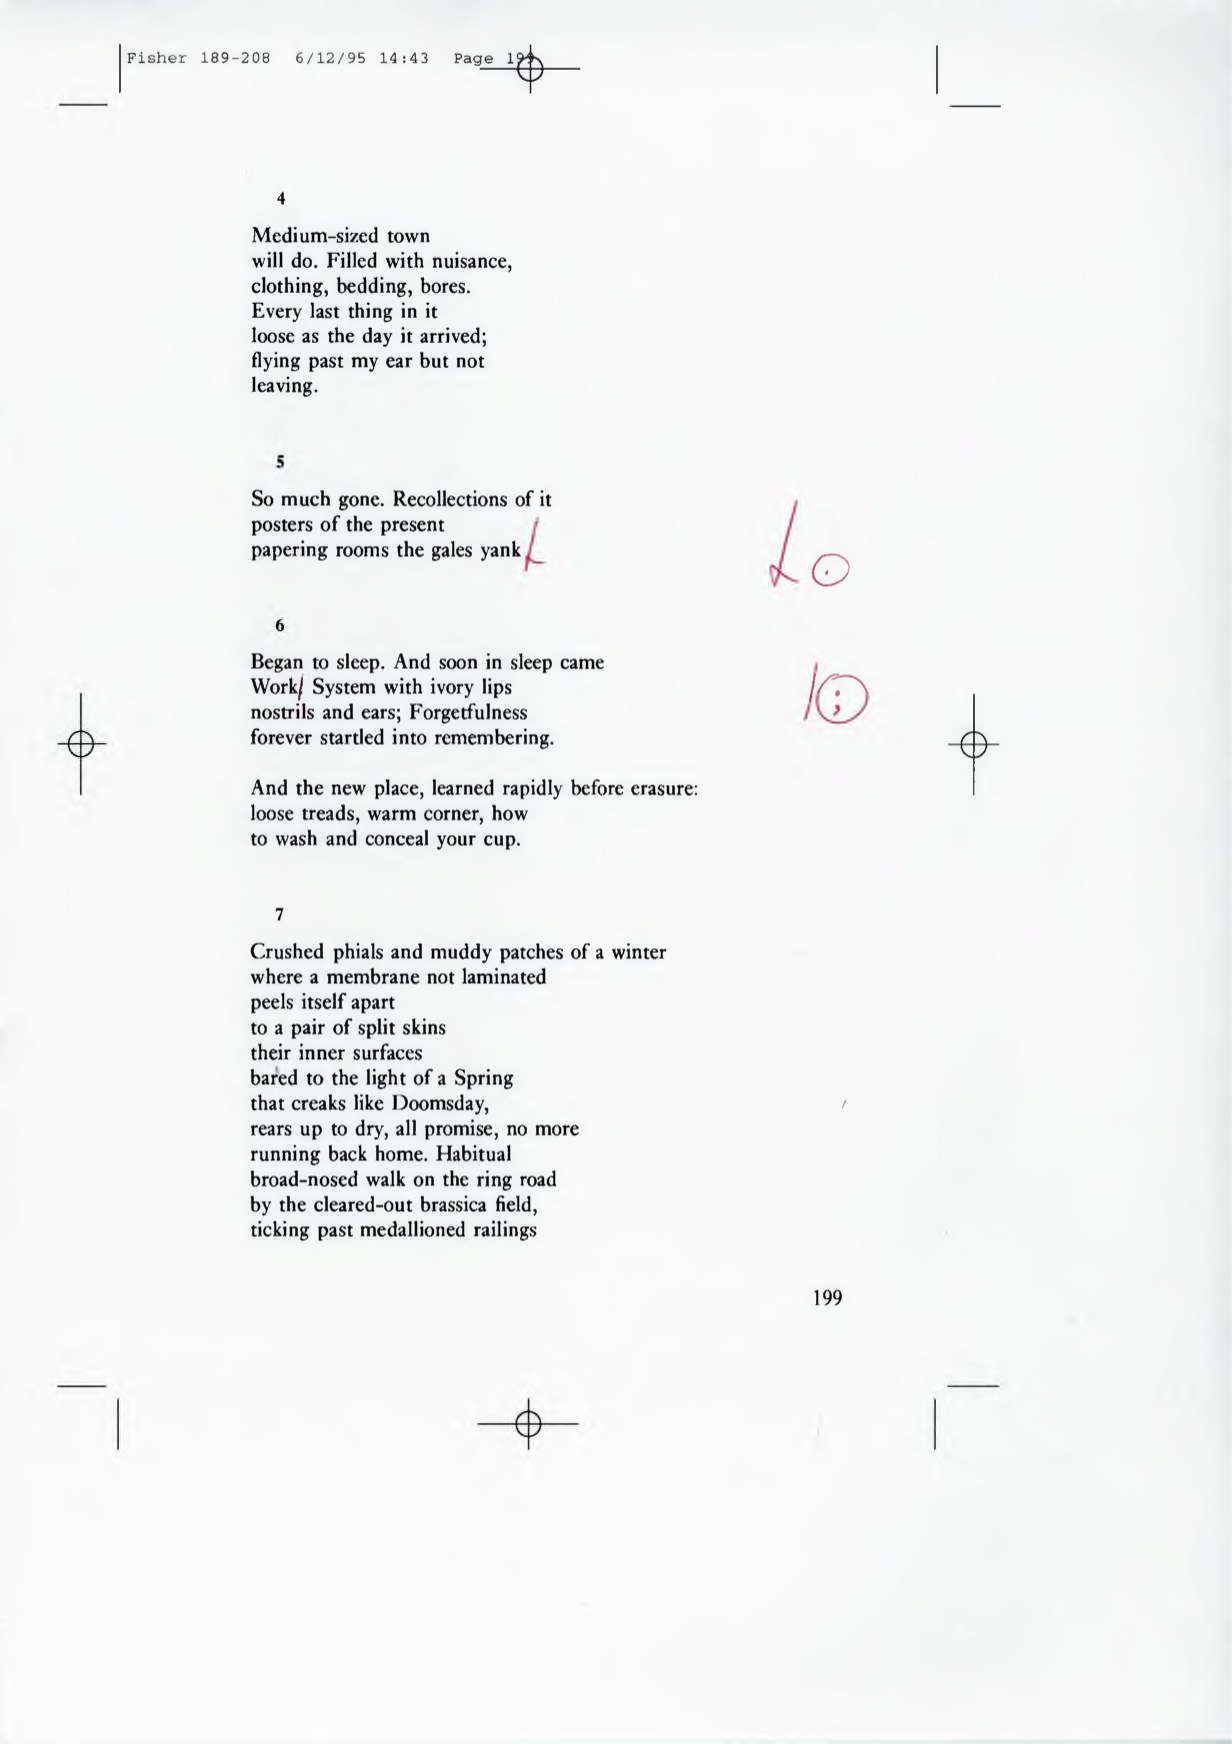 Fisher 189-208 6/12/95 14:43 Page 199
4
Medium-sized town
will do. Filled with nuisance,
clothing, bedding, bores.
Every last thing in it
loose as the day it arrived;
flying past my ear but not
leaving.
5
So much gone. Recollections of it
posters of the present
papering rooms the gales yank
.
6
Began to sleep. And soon in sleep came
Work/ System with ivory lips
;
nostrils and ears; Forgetfulness
forever startled into remembering.
And the new place, learned rapidly before erasure:
loose treads, warm corner, how
to wash and conceal your cup.
7
Crushed phials and muddy patches of a winter
where a membrane not laminated
peels itself apart
to a pair of split skins
their inner surfaces
bared to the light of a Spring
that creaks like Doomsday,
rears up to dry, all promise, no more
running back home. Habitual
broad-nosed walk on the ring road
by the cleared-out brassica field,
ticking past medallioned railings
199